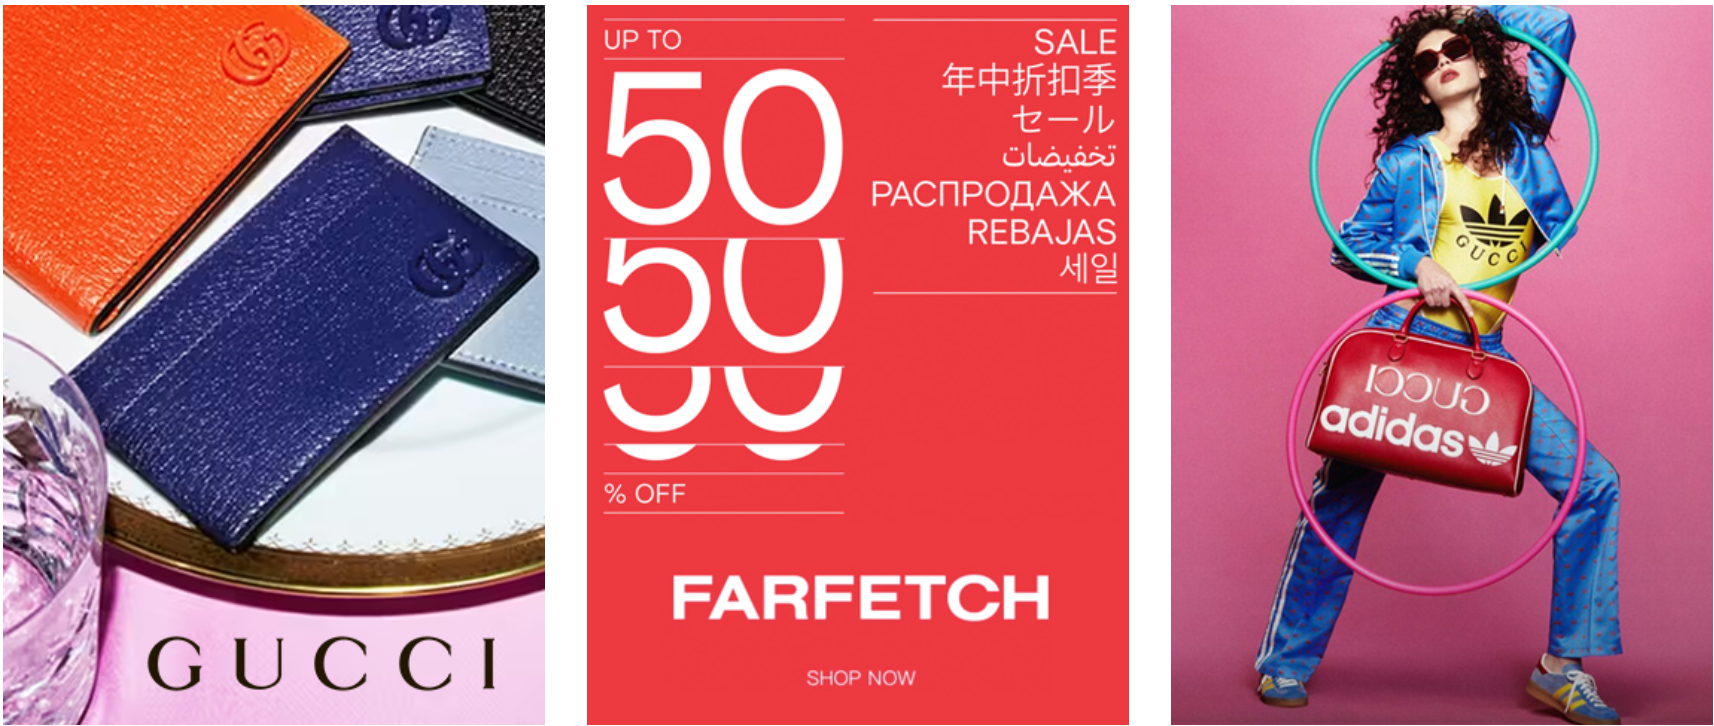 GUCCI
UP TO
50
50
50
50
% OFF
SALE
年中折扣季
セール
تخفيضات
РАСПРОДАЖА
REBAJAS
세일
FARFETCH
SHOP NOW
GUCCI
GUCCI
adidas